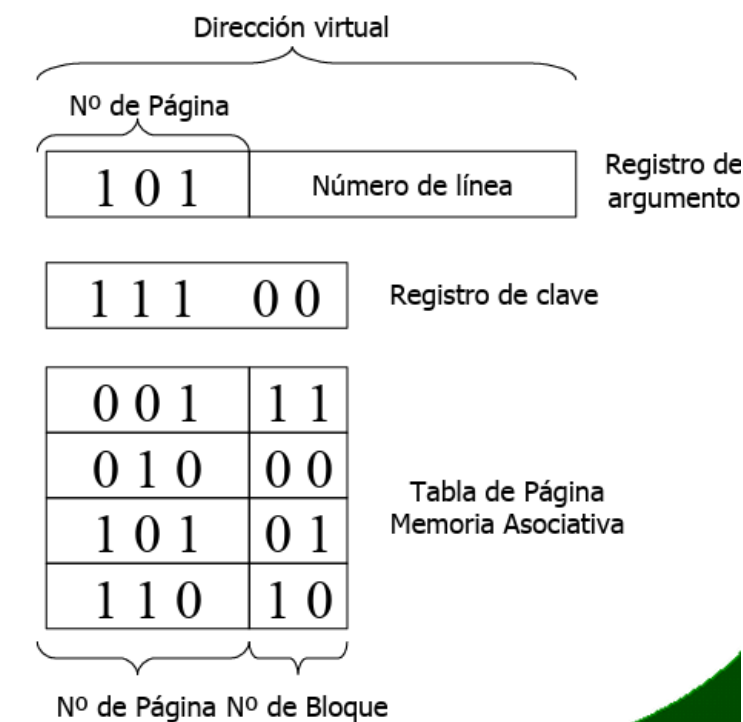 Dirección virtual
Nº de Página
1 0 1
Número de línea
Registro de
argumento
1 1 1 0 0
Registro de clave
0 0 1 1 1
0 1 0 0 0
1 0 1 0 1
1 1 0 1 0
Tabla de Página
Memoria Asociativa
Nº de Página Nº de Bloque